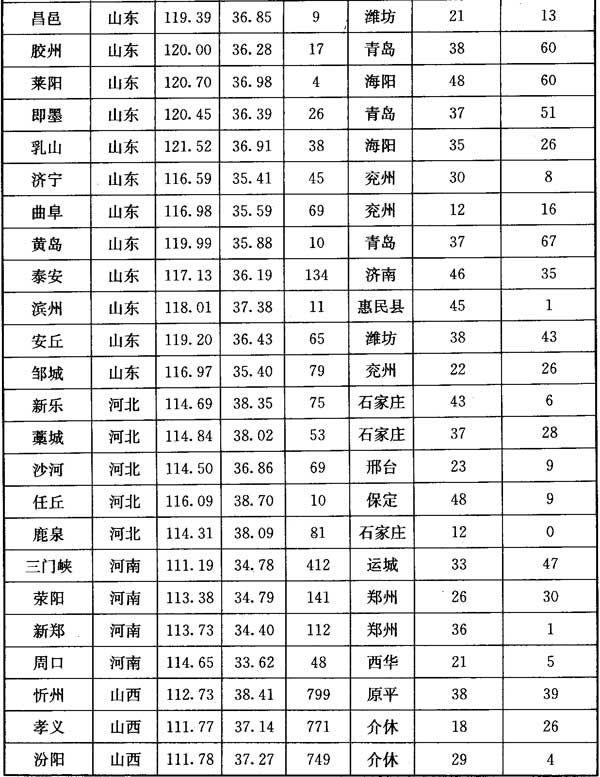 昌邑 山东 119.39 36.85 9 潍坊 21 13
胶州 山东 120.00 36.28 17 青岛 38 60
莱阳 山东 120.70 36.98 4 海阳 48 60
即墨 山东 120.45 36.39 26 青岛 37 51
乳山 山东 121.52 36.91 38 海阳 35 26
济宁 山东 116.59 35.41 45 兖州 30 8
曲阜 山东 116.98 35.59 69 兖州 12 16
黄岛 山东 119.99 35.88 10 青岛 37 67
泰安 山东 117.13 36.19 134 济南 46 35
滨州 山东 118.01 37.38 11 惠民县 45 1
安丘 山东 119.20 36.43 65 潍坊 38 43
邹城 山东 116.97 35.40 79 兖州 22 26
新乐 河北 114.69 38.35 75 石家庄 43 6
藁城 河北 114.84 38.02 53 石家庄 37 28
沙河 河北 114.50 36.86 69 邢台 23 9
任丘 河北 116.09 38.70 10 保定 48 9
鹿泉 河北 114.31 38.09 81 石家庄 12 0
三门峡 河南 111.19 34.78 412 运城 33 47
荥阳 河南 113.38 34.79 141 郑州 26 30
新郑 河南 113.73 34.40 112 郑州 36 1
周口 河南 114.65 33.62 48 西华 21 5
忻州 山西 112.73 38.41 799 原平 38 39
孝义 山西 111.77 37.14 771 介休 18 26
汾阳 山西 111.78 37.27 749 介休 29 4